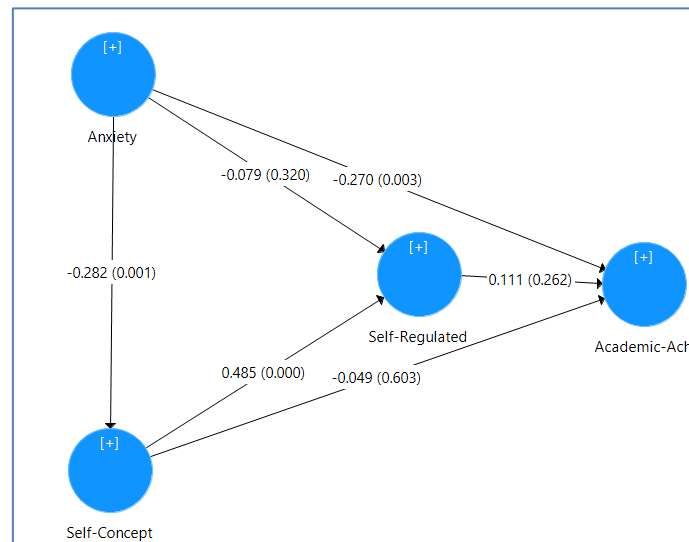 [+]
Anxiety
-0.079 (0.320)
-0.270 (0.003)
-0.282 (0.001)
[+]
[+]
0.111 (0.262)
Self-Regulated
Academic-Ach
0.485 (0.000)
-0.049 (0.603)
[+]
Self-Concept